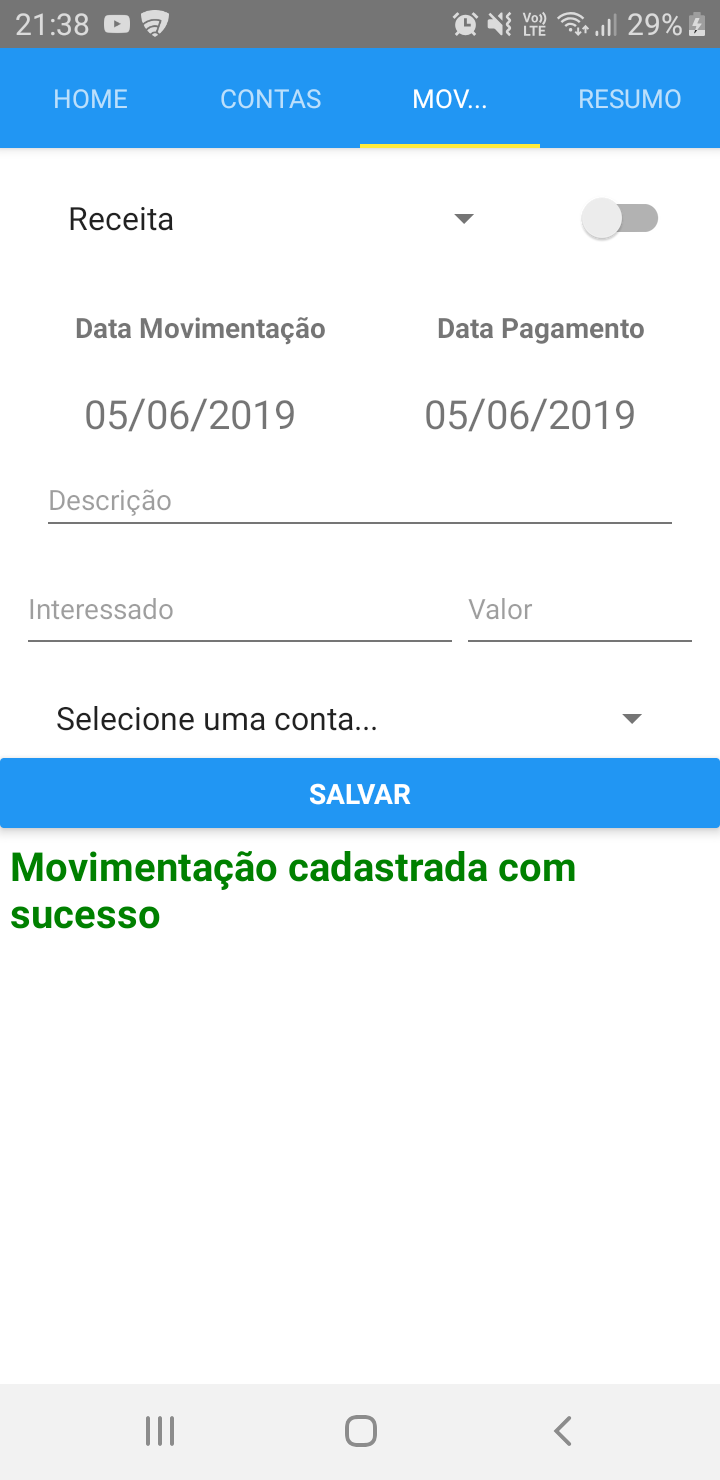 21:38 Vo)) LTE 29%
HOME CONTAS MOV... RESUMO
Receita
Data Movimentação Data Pagamento
05/06/2019 05/06/2019
Descrição
Interessado Valor
Selecione uma conta...
SALVAR
Movimentação cadastrada com
sucesso